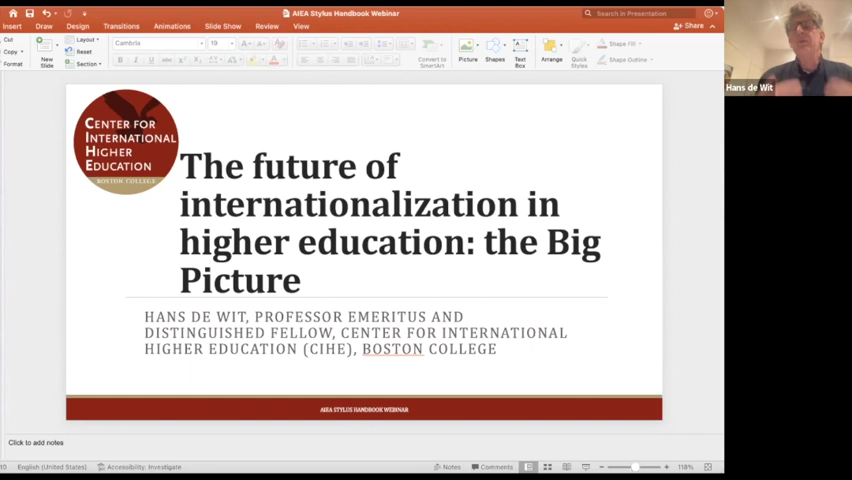 AIEA Stylus Handbook Webinar
Search in Presentation
Insert Draw Design Transitions Animations Slide Show Review View
Share
Cut
Copy
Format
New
Slide
Layout
Reset
Section
Cambrie
19
Convert to
SmartArt
Picture
Shapes
Text
Box
Arrange
Quick
Styles
Shape Fill
Shape Outline
Hans de Wit
CENTER FOR
INTERNATIONAL
HIGHER
EDUCATION
BOSTON COLLEGE
The future of
internationalization in
higher education: the Big
Picture
HANS DE WIT, PROFESSOR EMERITUS AND
DISTINGUISHED FELLOW, CENTER FOR INTERNATIONAL
HIGHER EDUCATION (CIHE), BOSTON COLLEGE
AIEA STYLUS HANDBOOK WEBINAR
Click to add notes
English (United States) Accessibility: Investigate Notes Comments 118%